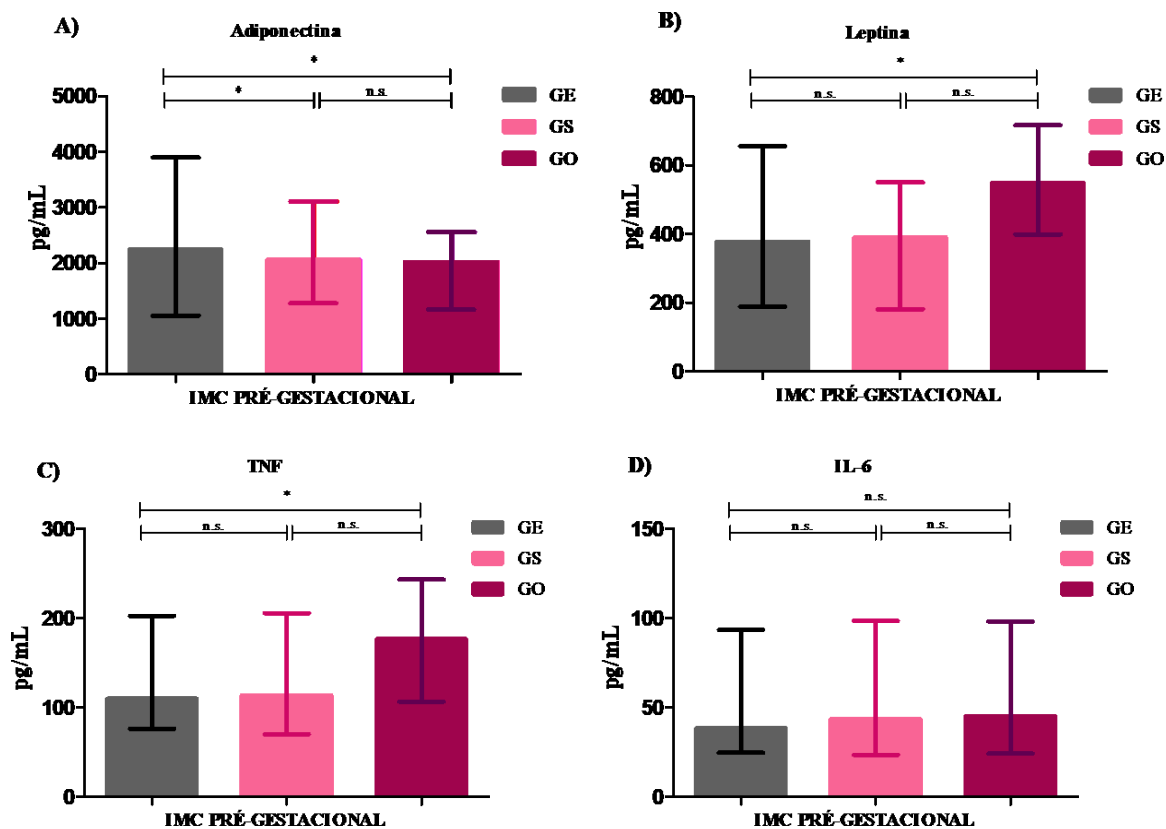 A)
Adiponectina
*
*
n.s.
5000
4000
3000
2000
1000
0
pg/mL
GE
GS
GO
IMC PRÉ-GESTACIONAL
B)
Leptina
*
n.s.
n.s.
800
600
400
200
0
pg/mL
GE
GS
GO
IMC PRÉ-GESTACIONAL
C)
TNF
*
n.s.
n.s.
300
200
100
0
pg/mL
GE
GS
GO
IMC PRÉ-GESTACIONAL
D)
IL-6
n.s.
n.s.
n.s.
150
100
50
0
pg/mL
GE
GS
GO
IMC PRÉ-GESTACIONAL